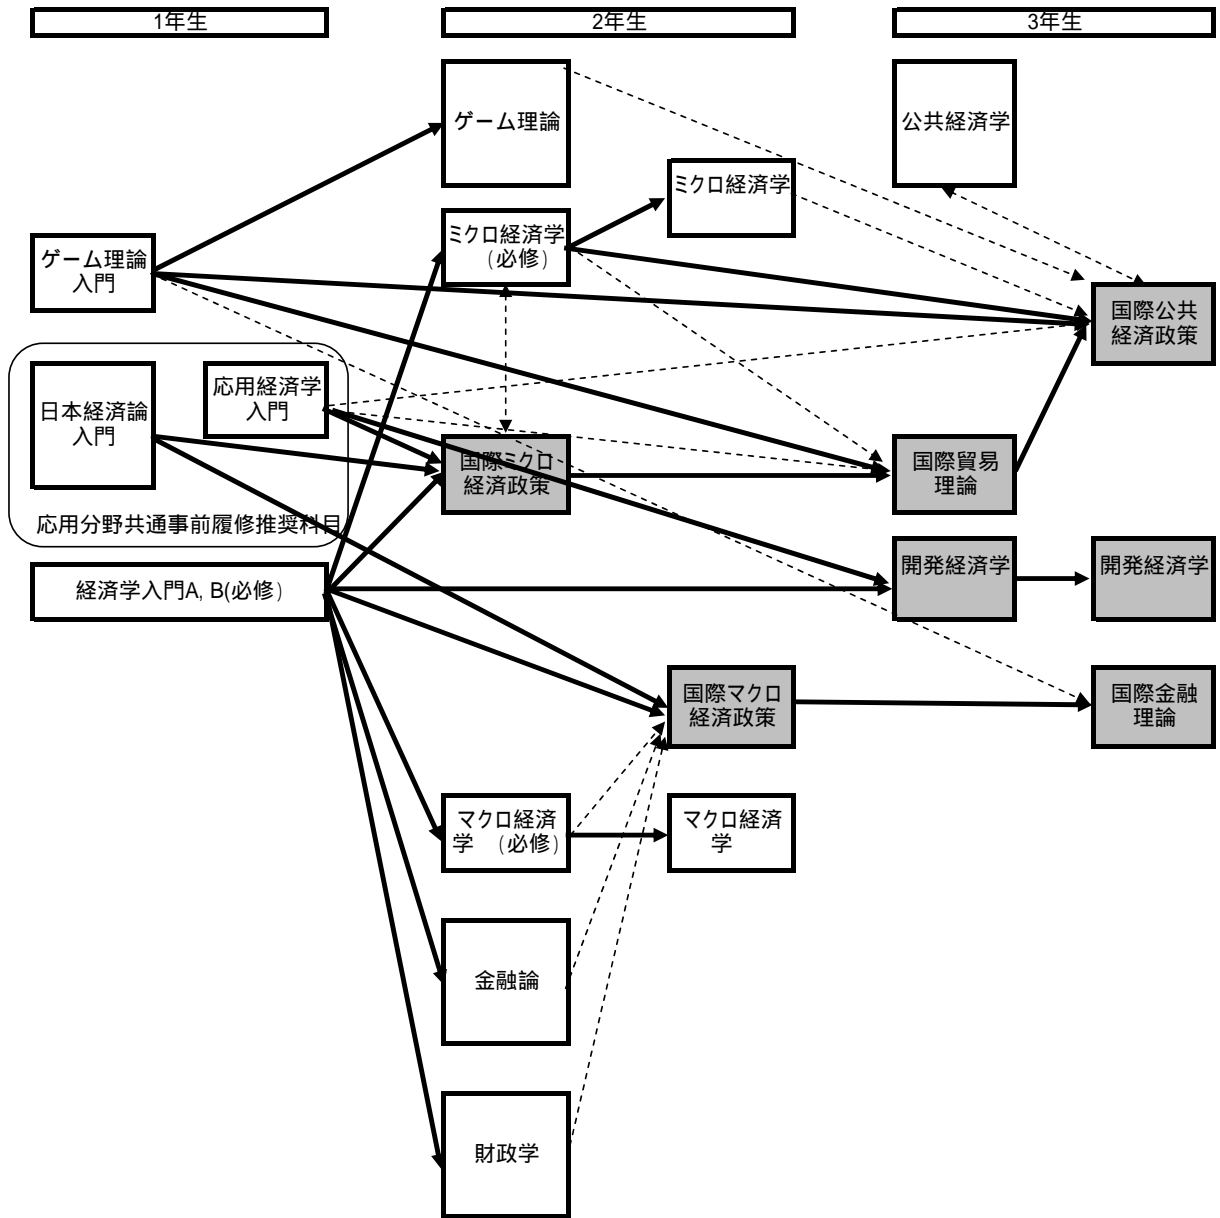 1年生
2年生
3年生
ゲーム理論
公共経済学
ミクロ経済学
ミクロ経済学
(必修)
ゲーム理論
入門
国際公共
経済政策
日本経済論
入門
応用経済学
入門
国際ミクロ
経済政策
国際貿易
理論
応用分野共通事前履修推奨科目
経済学入門A, B(必修)
開発経済学
開発経済学
国際マクロ
経済政策
国際金融
理論
マクロ経済
学 (必修)
マクロ経済
学
金融論
財政学